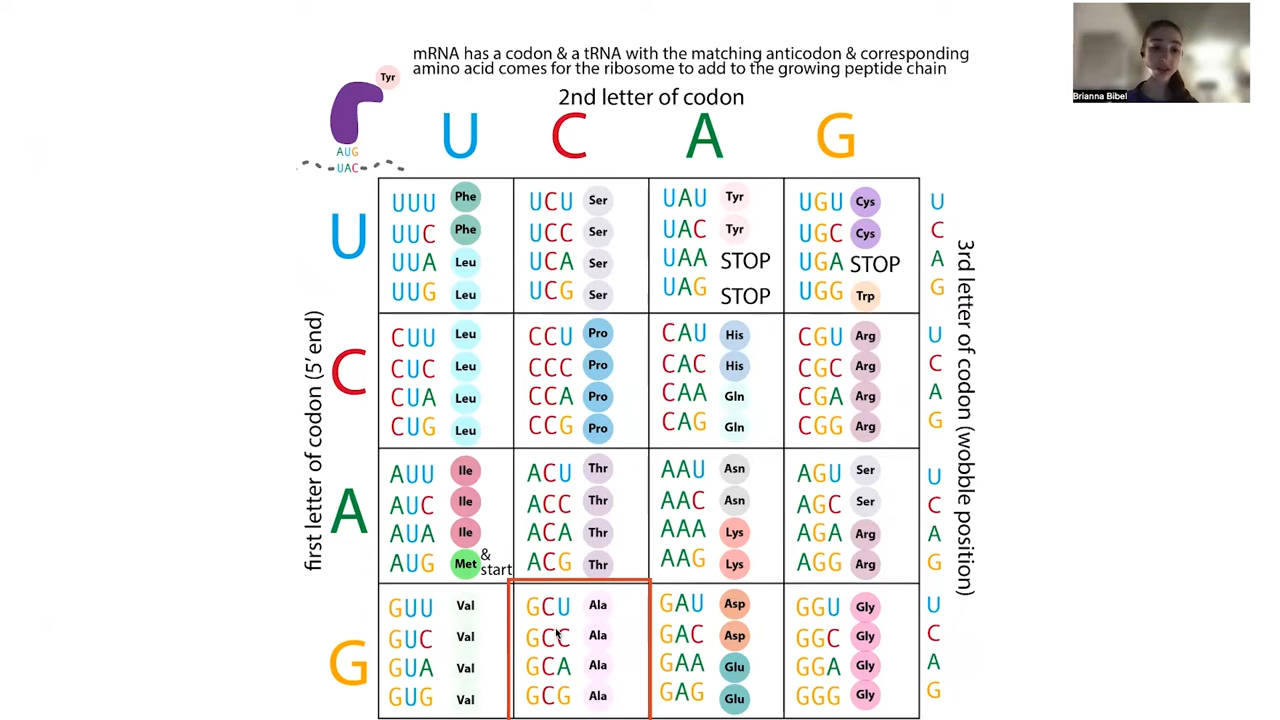 mRNA has a codon & a tRNA with the matching anticodon & corresponding
amino acid comes for the ribosome to add to the growing peptide chain
Brianna Bibel
Tyr
AUG
UAC
2nd letter of codon
U C A G
first letter of codon (5' end)
3rd letter of codon (wobble position)
U
UUU Phe UCU Ser UAU Tyr UGU Cys U
UUC Phe UCC Ser UAC Tyr UGC Cys C
UUA Leu UCA Ser UAA STOP UGA STOP A
UUG Leu UCG Ser UAG STOP UGG Trp G
C
CUU Leu CCU Pro CAU His CGU Arg U
CUC Leu CCC Pro CAC His CGC Arg C
CUA Leu CCA Pro CAA Gln CGA Arg A
CUG Leu CCG Pro CAG Gln CGG Arg G
A
AUU Ile ACU Thr AAU Asn AGU Ser U
AUC Ile ACC Thr AAC Asn AGC Ser C
AUA Ile ACA Thr AAA Lys AGA Arg A
AUG Met & start ACG Thr AAG Lys AGG Arg G
G
GUU Val GCU Ala GAU Asp GGU Gly U
GUC Val GCC Ala GAC Asp GGC Gly C
GUA Val GCA Ala GAA Glu GGA Gly A
GUG Val GCG Ala GAG Glu GGG Gly G